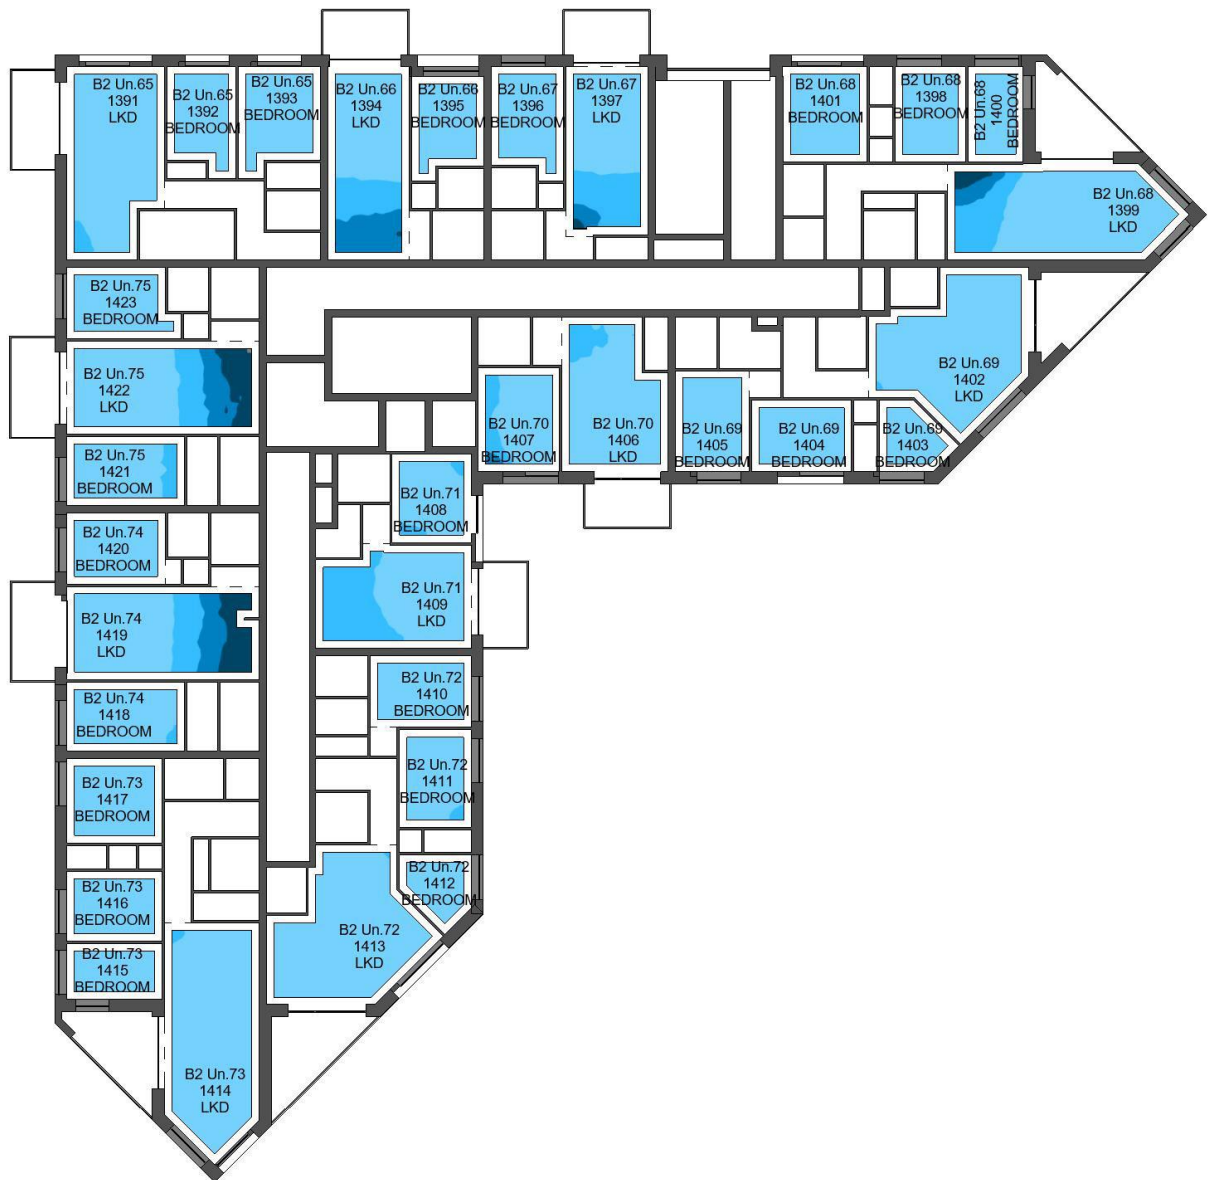 B2 Un.65
1391
LKD
B2 Un.65
1392
BEDROOM
B2 Un.65
1393
BEDROOM
B2 Un.66
1394
LKD
B2 Un.66
1395
BEDROOM
B2 Un.67
1396
BEDROOM
B2 Un.67
1397
LKD
B2 Un.68
1401
BEDROOM
B2 Un.68
1398
BEDROOM
B2 Un.68
1400
BEDROOM
B2 Un.68
1399
LKD
B2 Un.75
1423
BEDROOM
B2 Un.75
1422
LKD
B2 Un.69
1402
LKD
B2 Un.70
1407
BEDROOM
B2 Un.70
1406
LKD
B2 Un.69
1405
BEDROOM
B2 Un.69
1404
BEDROOM
B2 Un.69
1403
BEDROOM
B2 Un.75
1421
BEDROOM
B2 Un.71
1408
BEDROOM
B2 Un.74
1420
BEDROOM
B2 Un.71
1409
LKD
B2 Un.74
1419
LKD
B2 Un.74
1418
BEDROOM
B2 Un.72
1410
BEDROOM
B2 Un.72
1411
BEDROOM
B2 Un.73
1417
BEDROOM
B2 Un.72
1412
BEDROOM
B2 Un.73
1416
BEDROOM
B2 Un.72
1413
LKD
B2 Un.73
1415
BEDROOM
B2 Un.73
1414
LKD